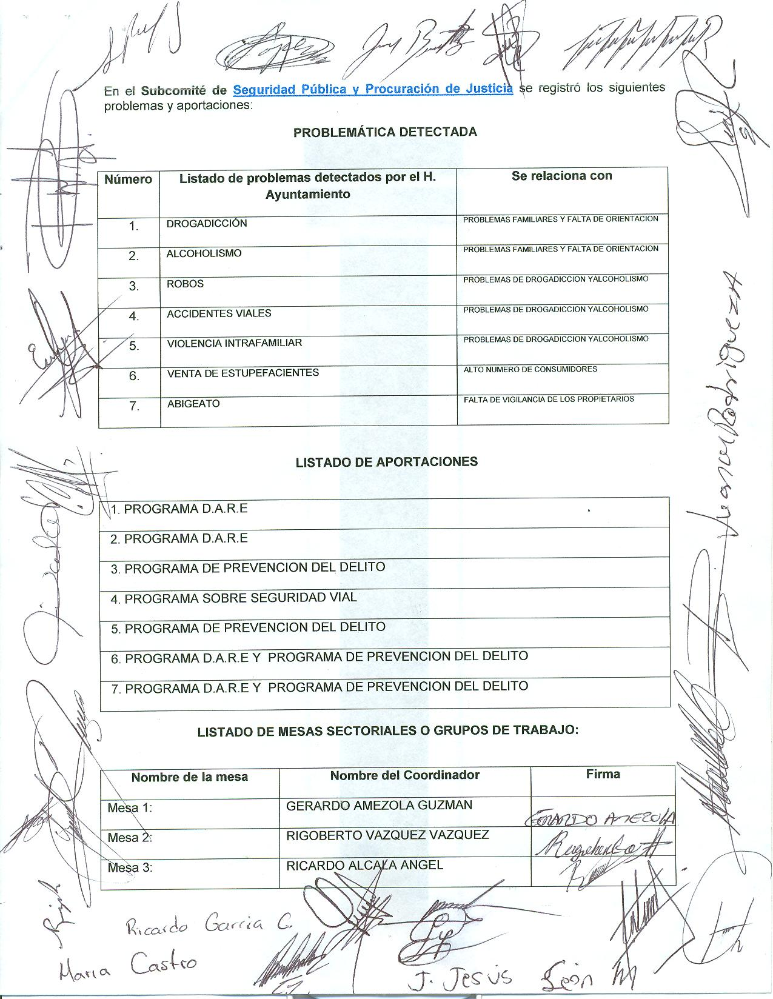 En el Subcomité de Seguridad Pública y Procuración de Justicia se registró los siguientes
problemas y aportaciones:
PROBLEMÁTICA DETECTADA
Número Listado de problemas detectados por el H. Ayuntamiento Se relaciona con
1. DROGADICCIÓN PROBLEMAS FAMILIARES Y FALTA DE ORIENTACION
2. ALCOHOLISMO PROBLEMAS FAMILIARES Y FALTA DE ORIENTACION
3. ROBOS PROBLEMAS DE DROGADICCION YALCOHOLISMO
4. ACCIDENTES VIALES PROBLEMAS DE DROGADICCION YALCOHOLISMO
5. VIOLENCIA INTRAFAMILIAR PROBLEMAS DE DROGADICCION YALCOHOLISMO
6. VENTA DE ESTUPEFACIENTES ALTO NUMERO DE CONSUMIDORES
7. ABIGEATO FALTA DE VIGILANCIA DE LOS PROPIETARIOS
LISTADO DE APORTACIONES
1. PROGRAMA D.A.R.E
2. PROGRAMA D.A.R.E
3. PROGRAMA DE PREVENCION DEL DELITO
4. PROGRAMA SOBRE SEGURIDAD VIAL
5. PROGRAMA DE PREVENCION DEL DELITO
6. PROGRAMA D.A.R.E Y PROGRAMA DE PREVENCION DEL DELITO
7. PROGRAMA D.A.R.E Y PROGRAMA DE PREVENCION DEL DELITO
LISTADO DE MESAS SECTORIALES O GRUPOS DE TRABAJO:
Nombre de la mesa Nombre del Coordinador Firma
Mesa 1: GERARDO AMEZOLA GUZMAN GERARDO AMEZOLA
Mesa 2: RIGOBERTO VAZQUEZ VAZQUEZ
Mesa 3: RICARDO ALCALA ANGEL
Ricardo Garcia G.
Maria Castro
J. Jesús León M